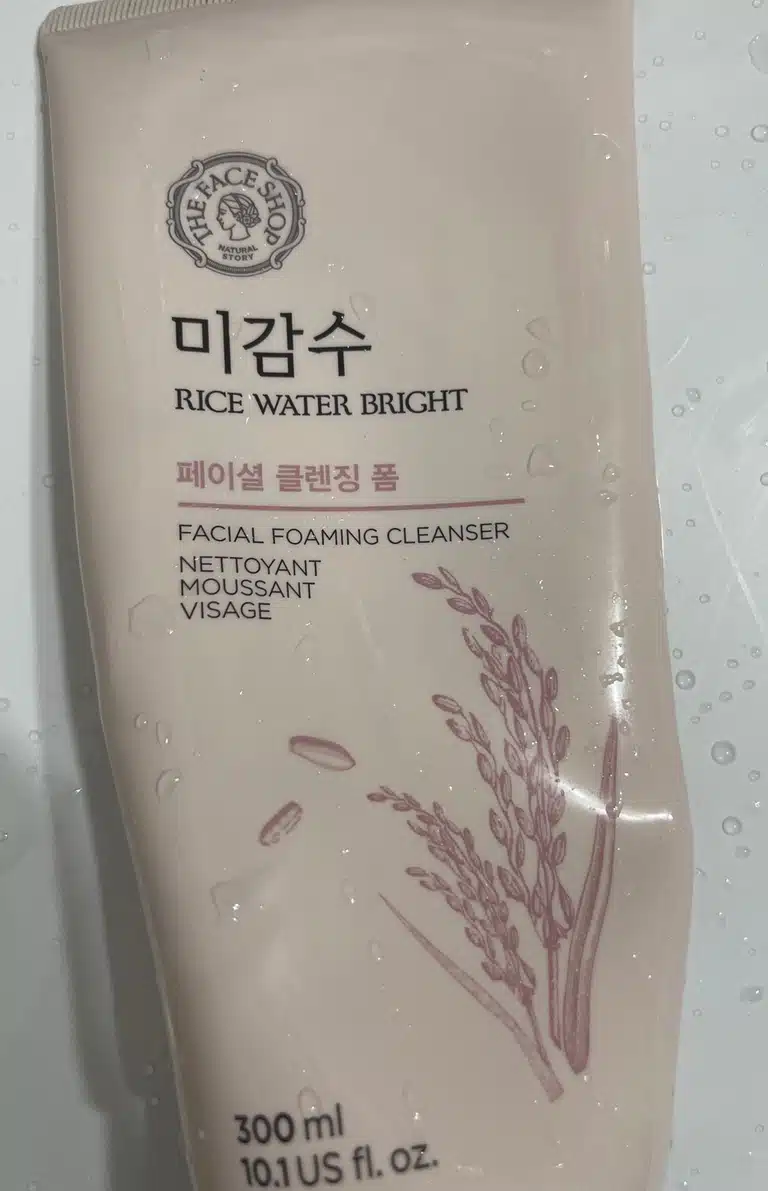 THE FACE SHOP
NATURAL
STORY
미감수
RICE WATER BRIGHT
페이셜 클렌징 폼
FACIAL FOAMING CLEANSER
NETTOYANT
MOUSSANT
VISAGE
300 ml
10.1 US fl. oz.